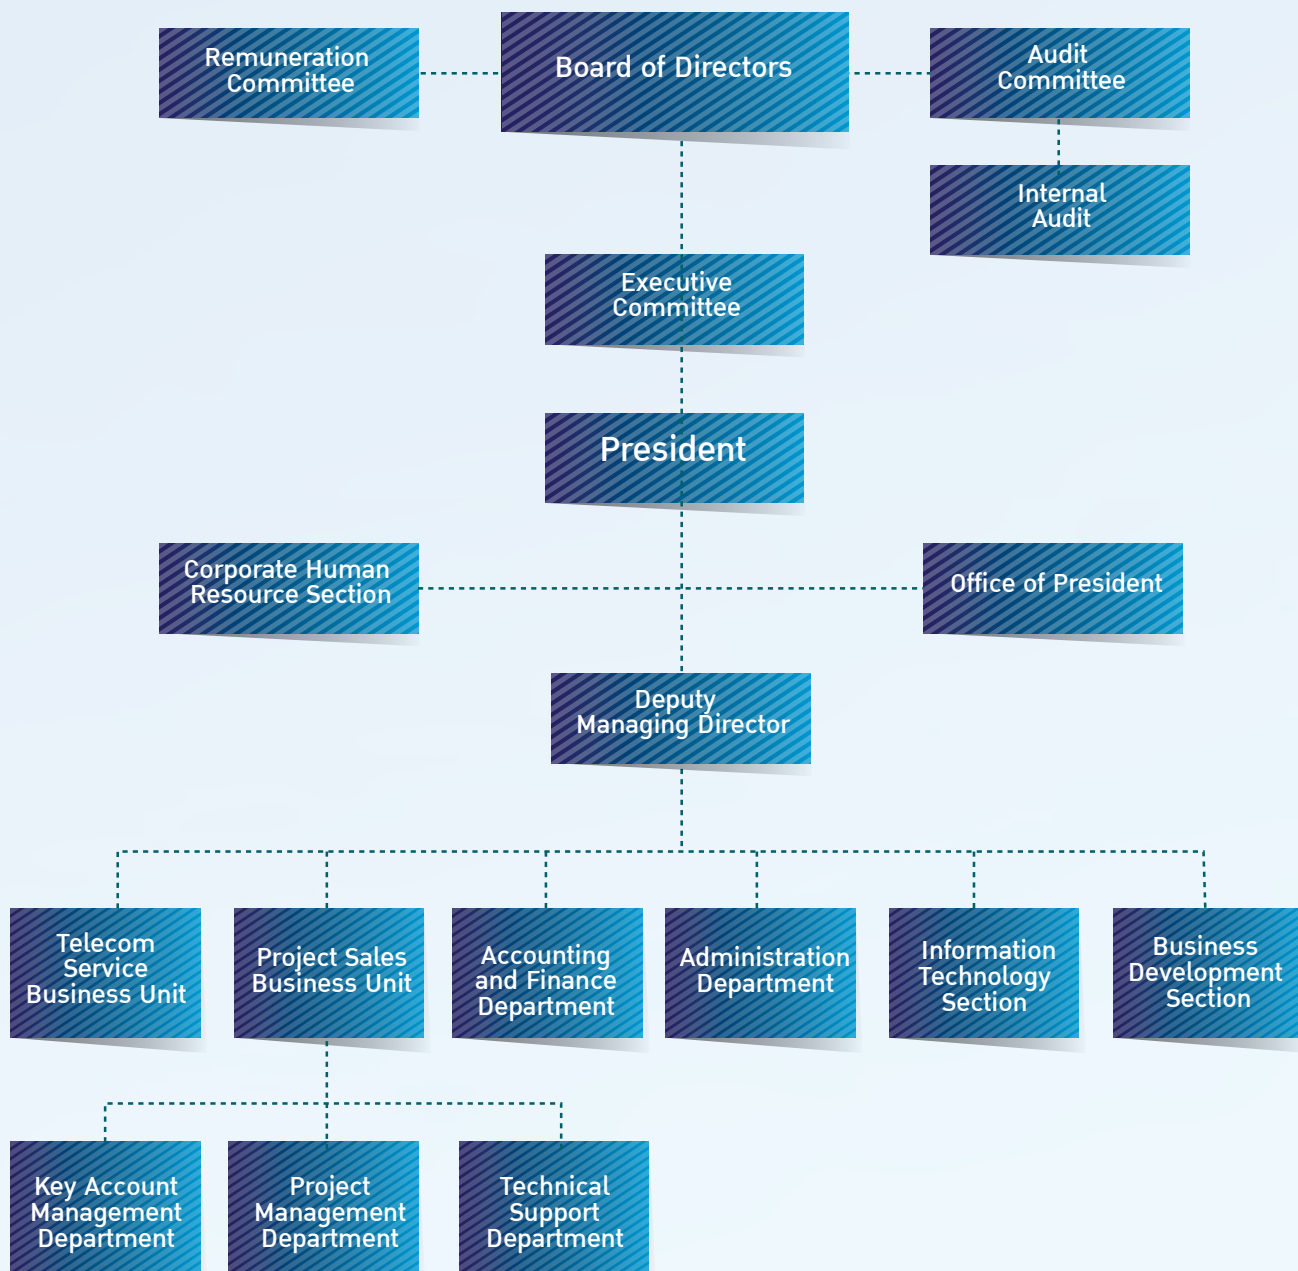 Remuneration
Committee
Board of Directors
Audit
Committee
Internal
Audit
Executive
Committee
President
Corporate Human
Resource Section
Office of President
Deputy
Managing Director
Telecom
Service
Business Unit
Project Sales
Business Unit
Accounting
and Finance
Department
Administration
Department
Information
Technology
Section
Business
Development
Section
Key Account
Management
Department
Project
Management
Department
Technical
Support
Department